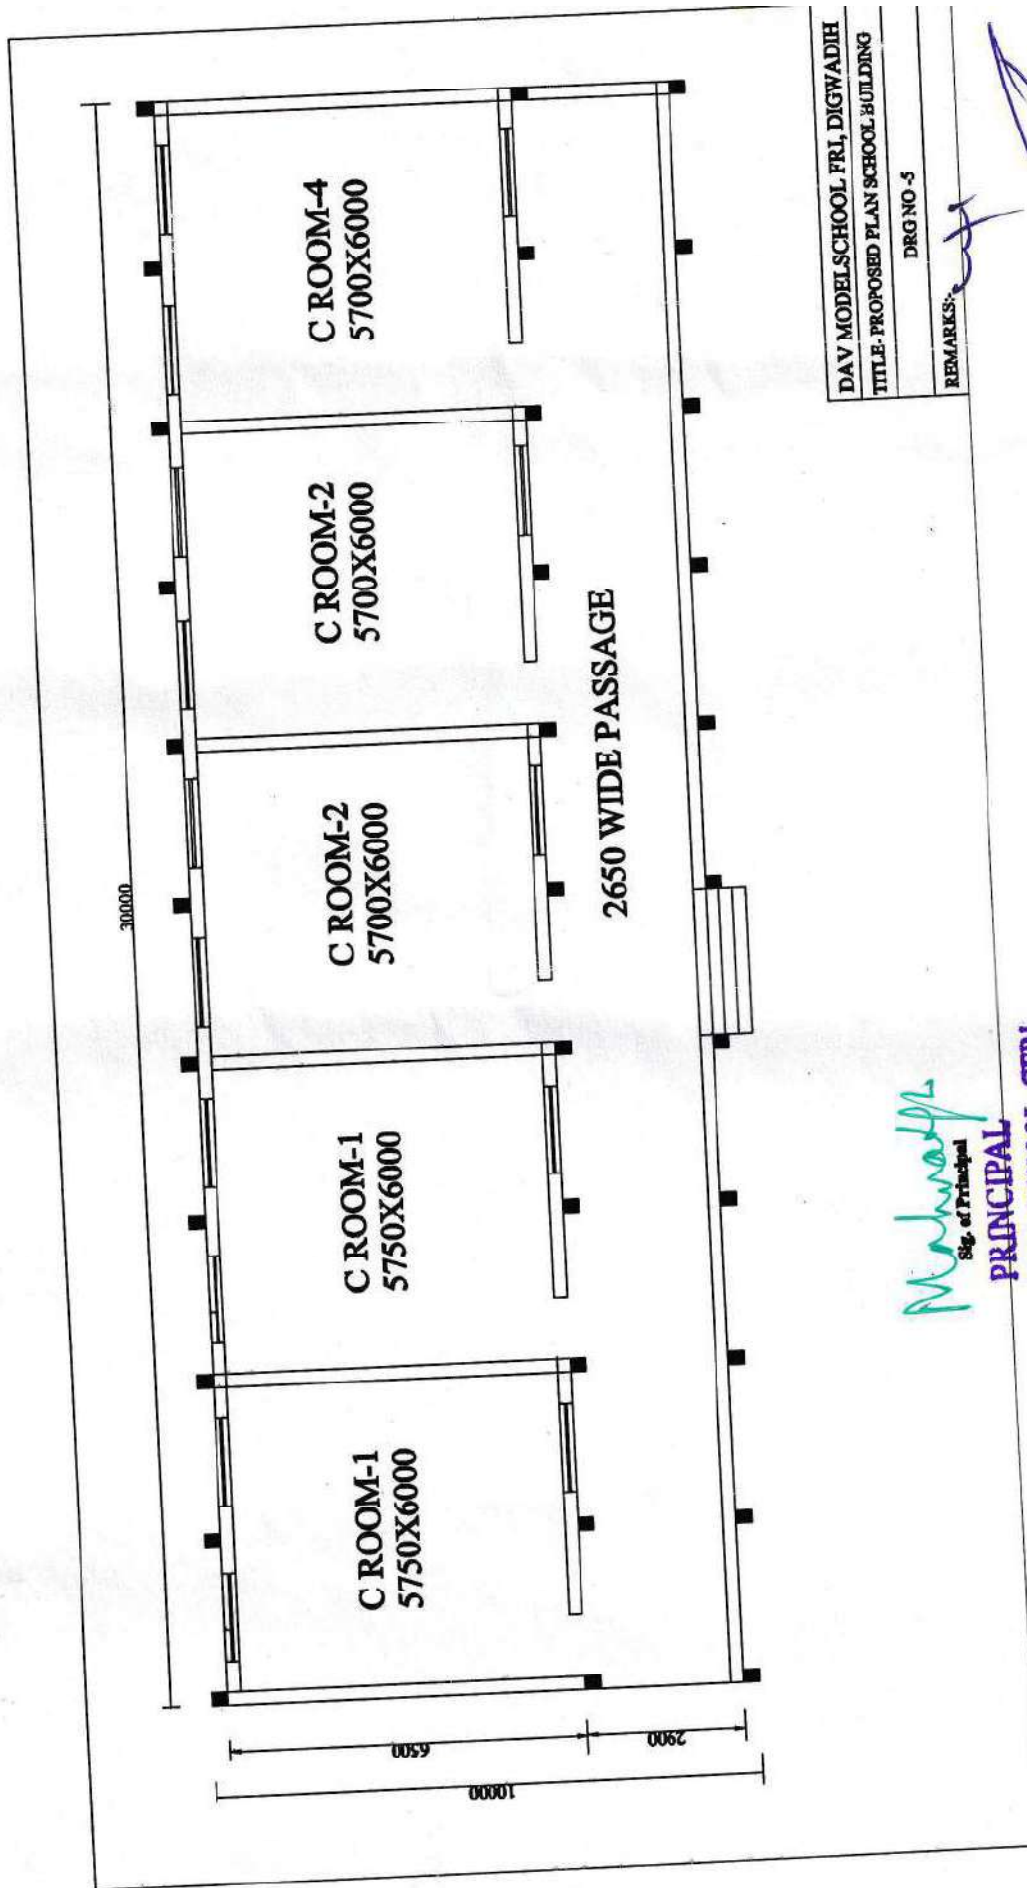 30000
C ROOM-1
5750X6000
C ROOM-1
5750X6000
C ROOM-2
5700X6000
C ROOM-2
5700X6000
C ROOM-4
5700X6000
2650 WIDE PASSAGE
6500
2900
10000
DAV MODELSCHOOL FRI, DIGWADIH
TITLE- PROPOSED PLAN SCHOOL BUILDING
DRG NO -5
REMARKS:-
Sig. of Principal
PRINCIPAL